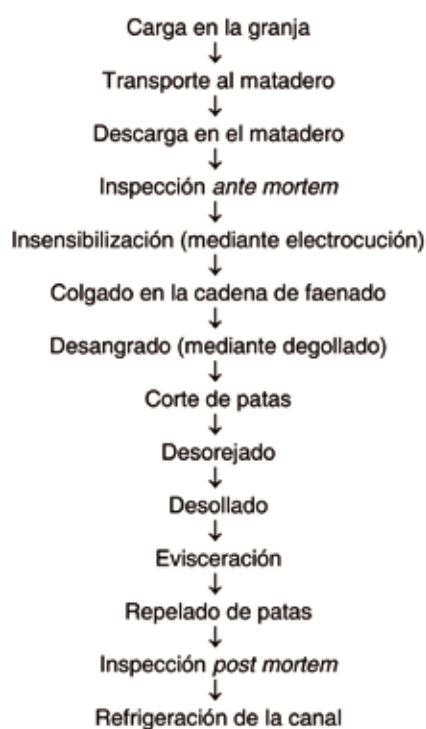 Carga en la granja
↓
Transporte al matadero
↓
Descarga en el matadero
↓
Inspección ante mortem
↓
Insensibilización (mediante electrocución)
↓
Colgado en la cadena de faenado
↓
Desangrado (mediante degollado)
↓
Corte de patas
↓
Desorejado
↓
Desollado
↓
Evisceración
↓
Repelado de patas
↓
Inspección post mortem
↓
Refrigeración de la canal